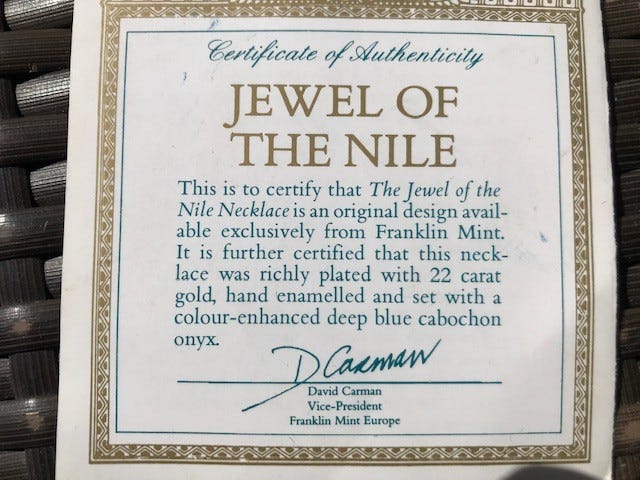 Certificate of Authenticity
JEWEL OF
THE NILE
This is to certify that The Jewel of the
Nile Necklace is an original design avail-
able exclusively from Franklin Mint.
It is further certified that this neck-
lace was richly plated with 22 carat
gold, hand enamelled and set with a
colour-enhanced deep blue cabochon
onyx.
D Carman
David Carman
Vice-President
Franklin Mint Europe